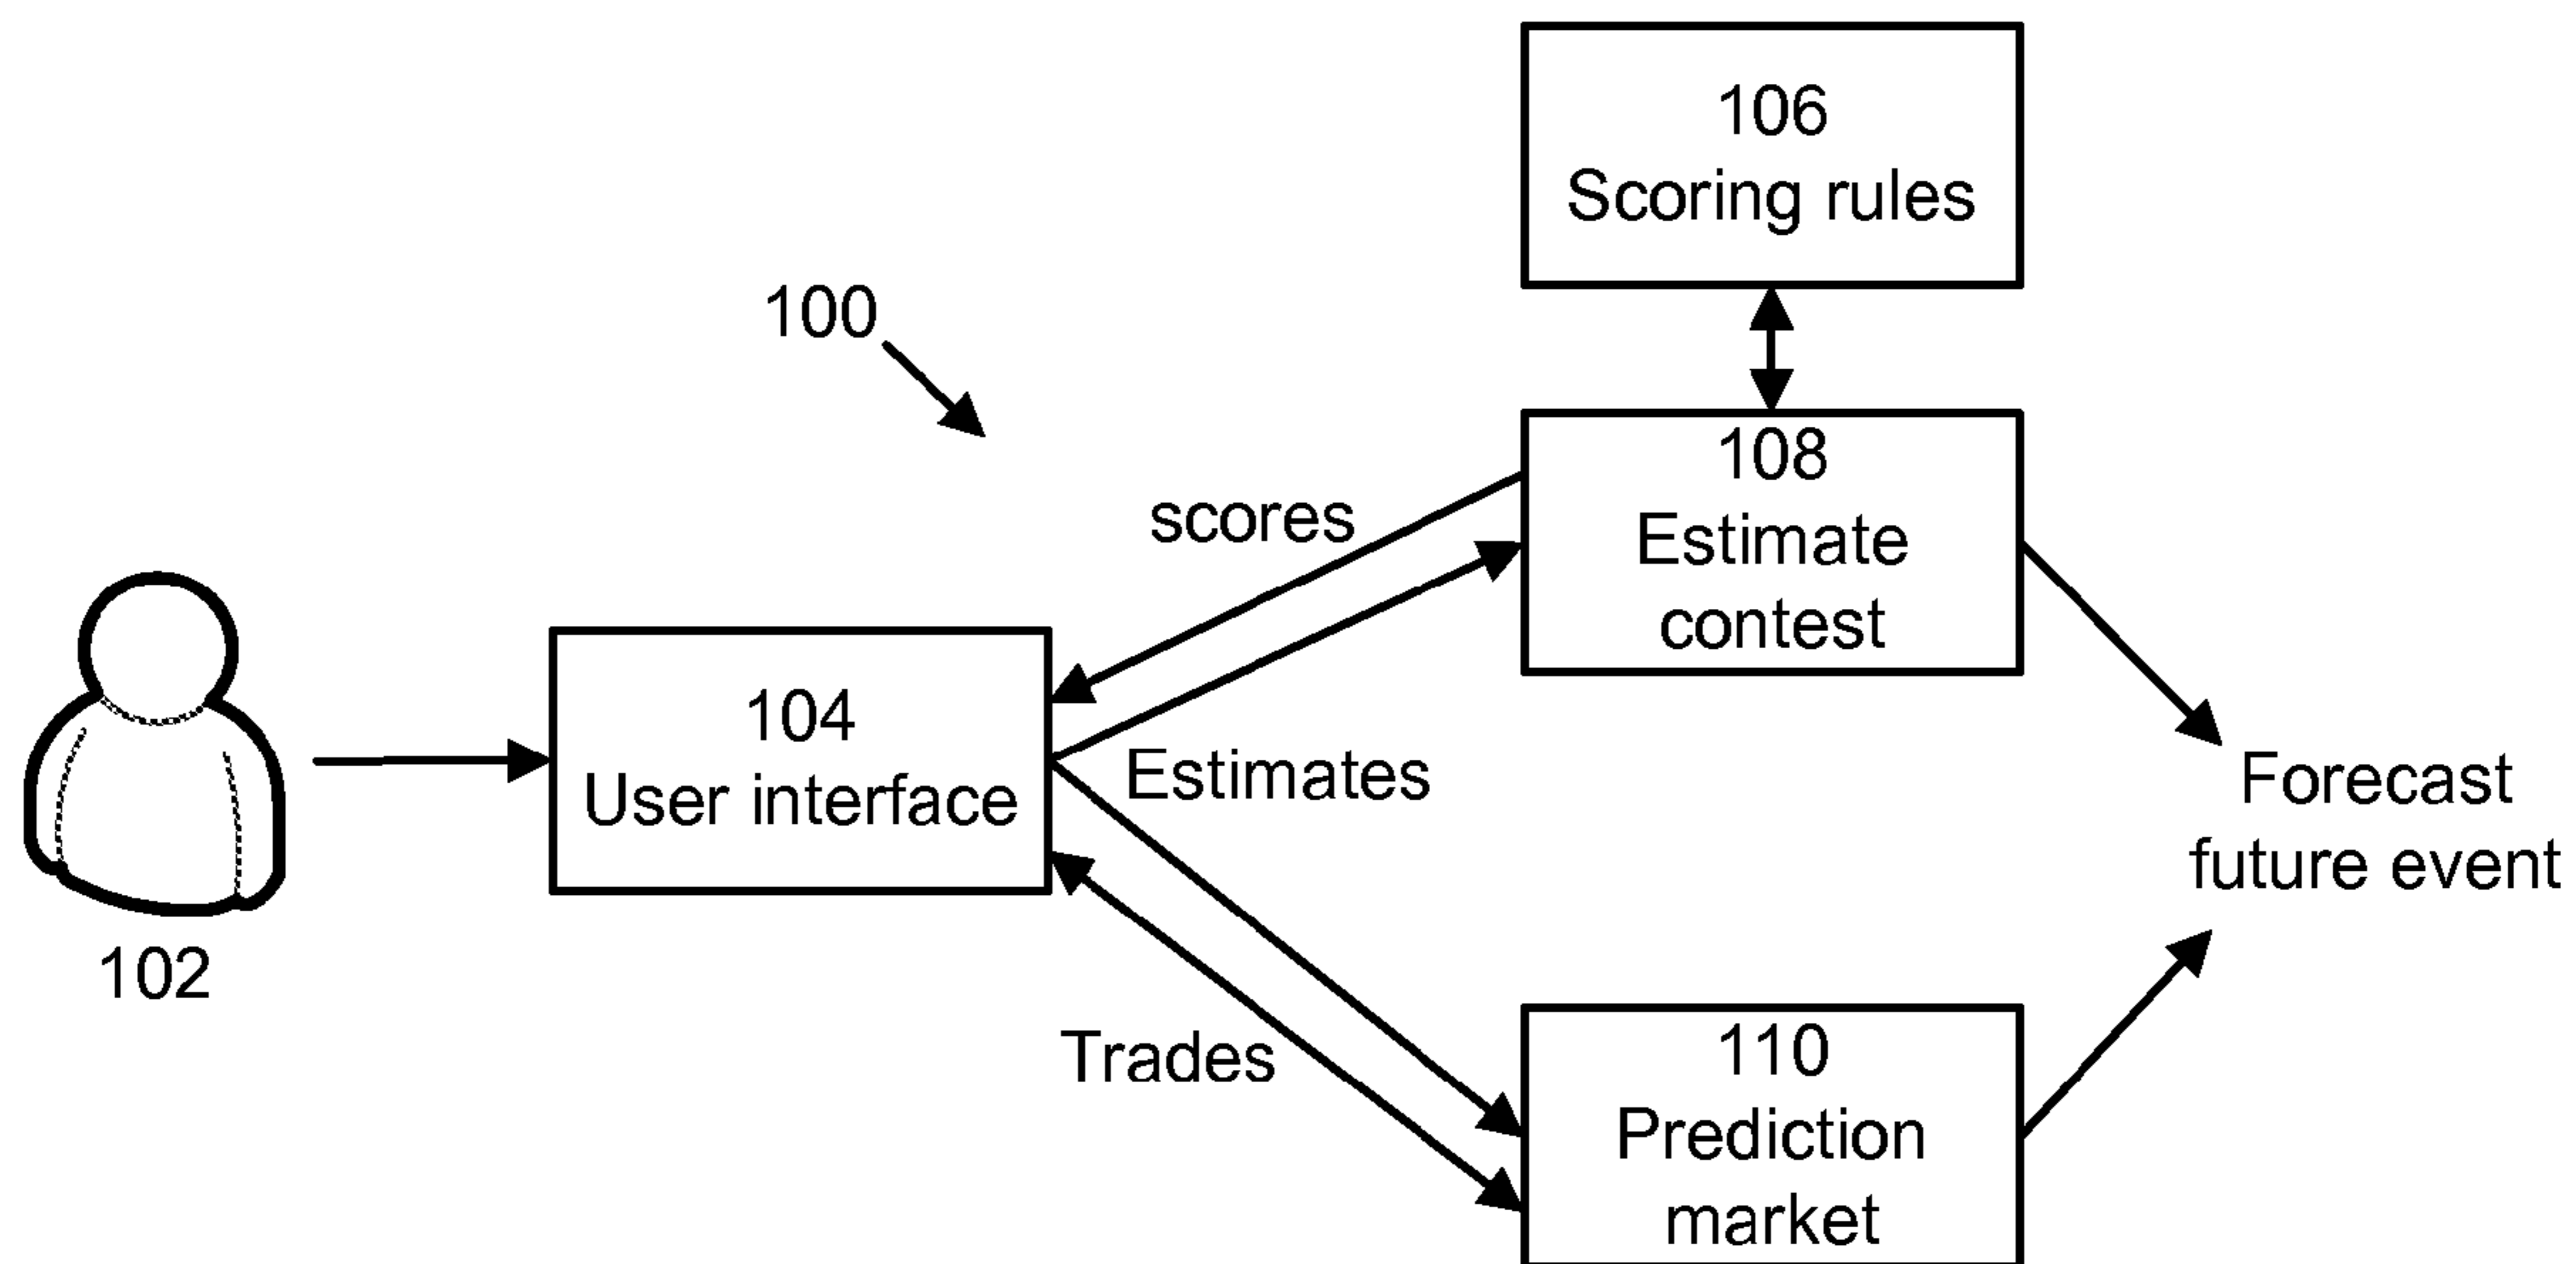 106
Scoring rules
100
108
Estimate
contest
scores
104
User interface
Estimates
Forecast
future event
102
Trades
110
Prediction
market